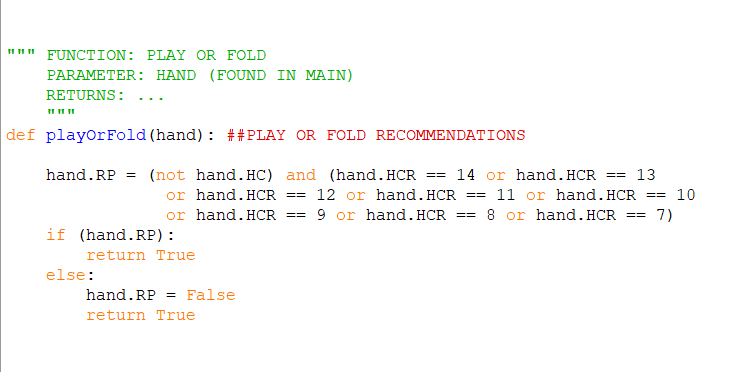 """ FUNCTION: PLAY OR FOLD
    PARAMETER: HAND (FOUND IN MAIN)
    RETURNS: ...
    """
def playOrFold(hand): ##PLAY OR FOLD RECOMMENDATIONS

    hand.RP = (not hand.HC) and (hand.HCR == 14 or hand.HCR == 13
                or hand.HCR == 12 or hand.HCR == 11 or hand.HCR == 10
                or hand.HCR == 9 or hand.HCR == 8 or hand.HCR == 7)
    if (hand.RP):
        return True
    else:
        hand.RP = False
        return True